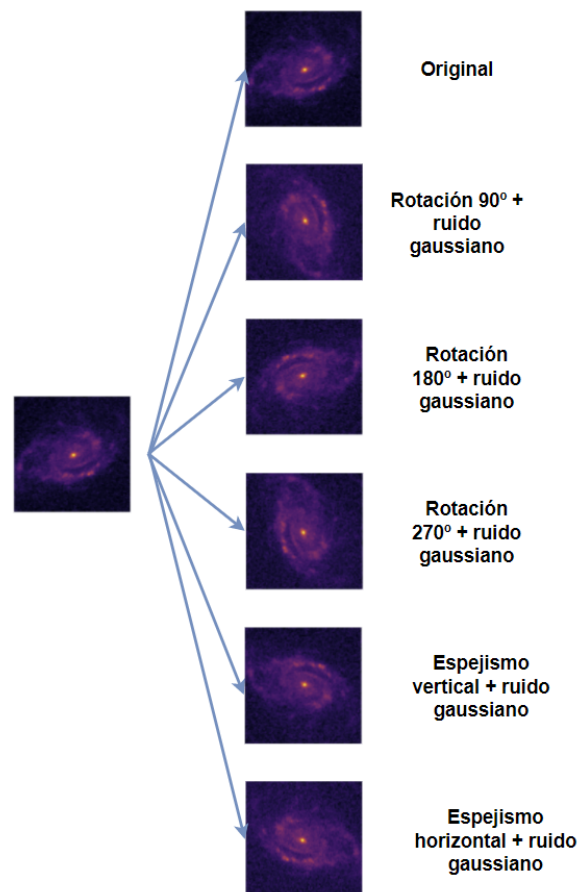 Original
Rotación 90º +
ruido
gaussiano
Rotación
180º + ruido
gaussiano
Rotación
270º + ruido
gaussiano
Espejismo
vertical + ruido
gaussiano
Espejismo
horizontal + ruido
gaussiano